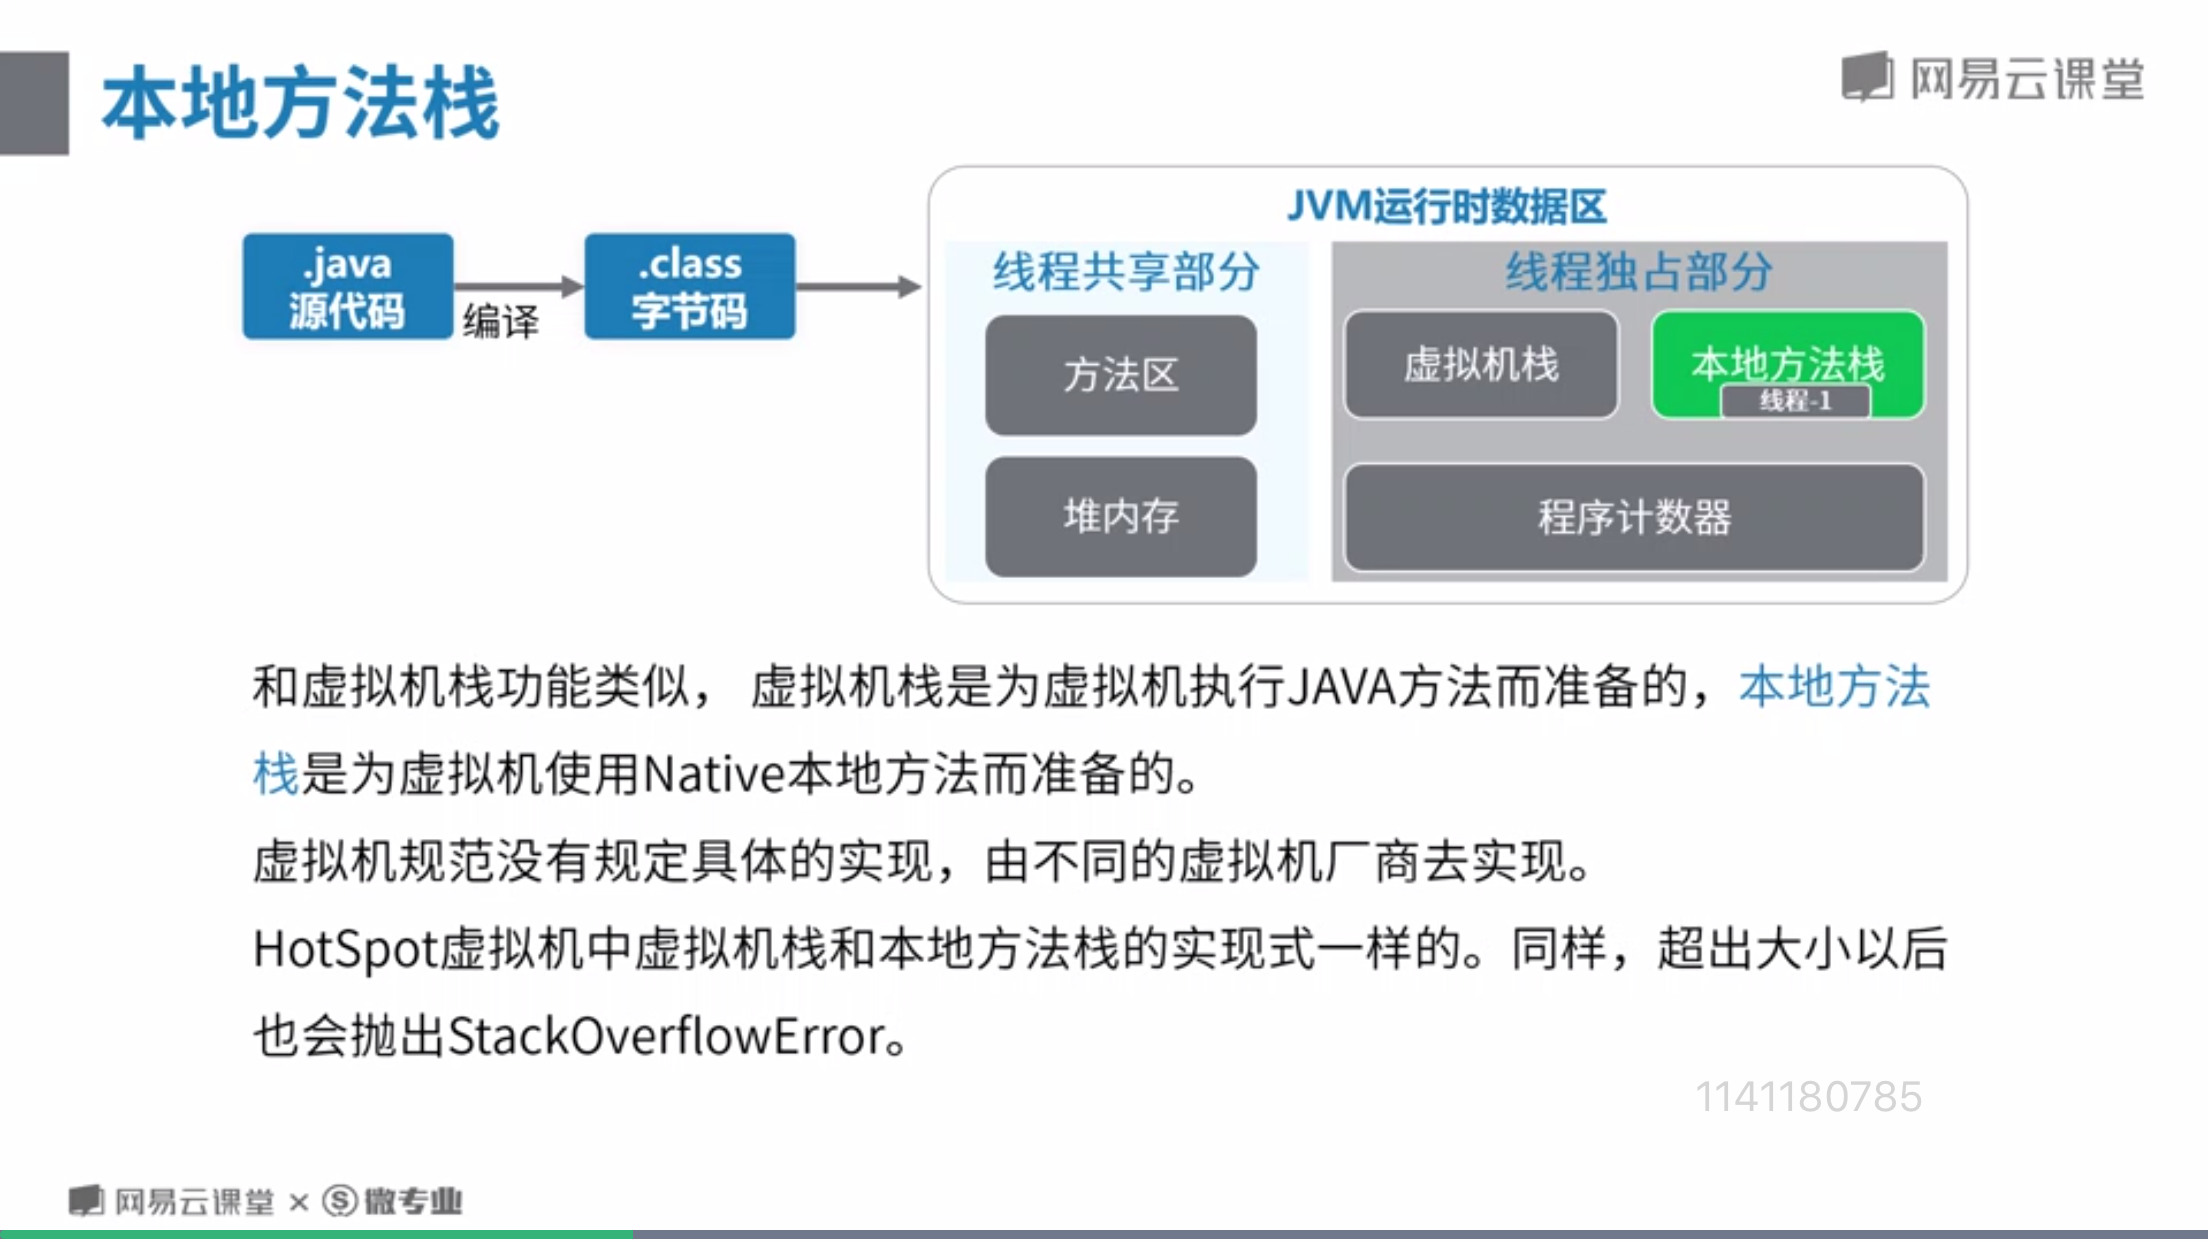 本地方法栈
网易云课堂
JVM运行时数据区
.java
源代码
编译
.class
字节码
线程共享部分
方法区
堆内存
线程独占部分
虚拟机栈
本地方法栈
线程-1
程序计数器
和虚拟机栈功能类似， 虚拟机栈是为虚拟机执行JAVA方法而准备的，本地方法
栈是为虚拟机使用Native本地方法而准备的。
虚拟机规范没有规定具体的实现，由不同的虚拟机厂商去实现。
HotSpot虚拟机中虚拟机栈和本地方法栈的实现式一样的。同样，超出大小以后
也会抛出StackOverflowError。
1141180785
网易云课堂 × Ⓢ微专业